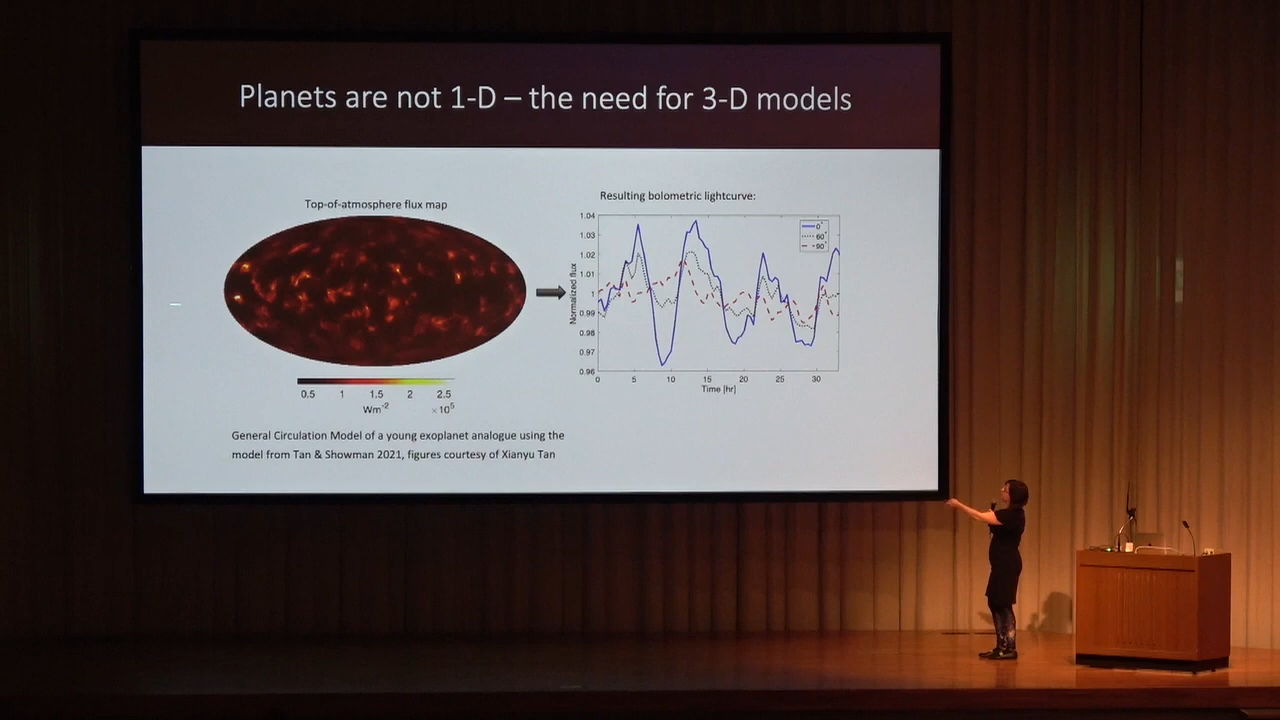 Planets are not 1-D – the need for 3-D models
Top-of-atmosphere flux map
0.5 1 1.5 2 2.5
Wm-2 ×10^5
Resulting bolometric lightcurve:
1.04
1.03
1.02
1.01
1
0.99
0.98
0.97
0.96
Normalized flux
0°
60°
90°
0 5 10 15 20 25 30
Time [hr]
General Circulation Model of a young exoplanet analogue using the
model from Tan & Showman 2021, figures courtesy of Xianyu Tan